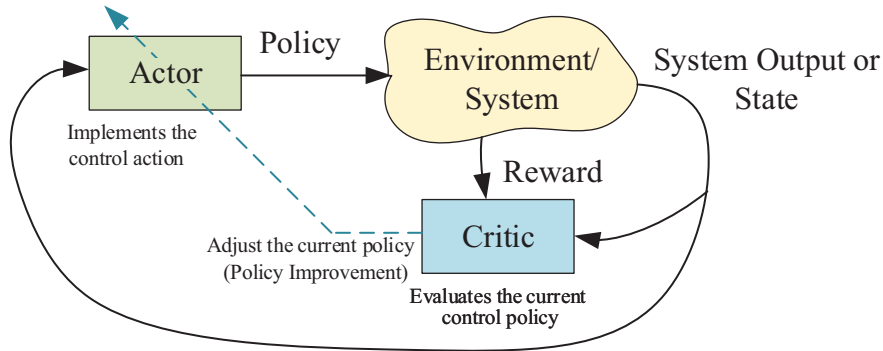 Policy
Actor
Environment/
System
System Output or
State
Implements the
control action
Reward
Critic
Adjust the current policy
(Policy Improvement)
Evaluates the current
control policy